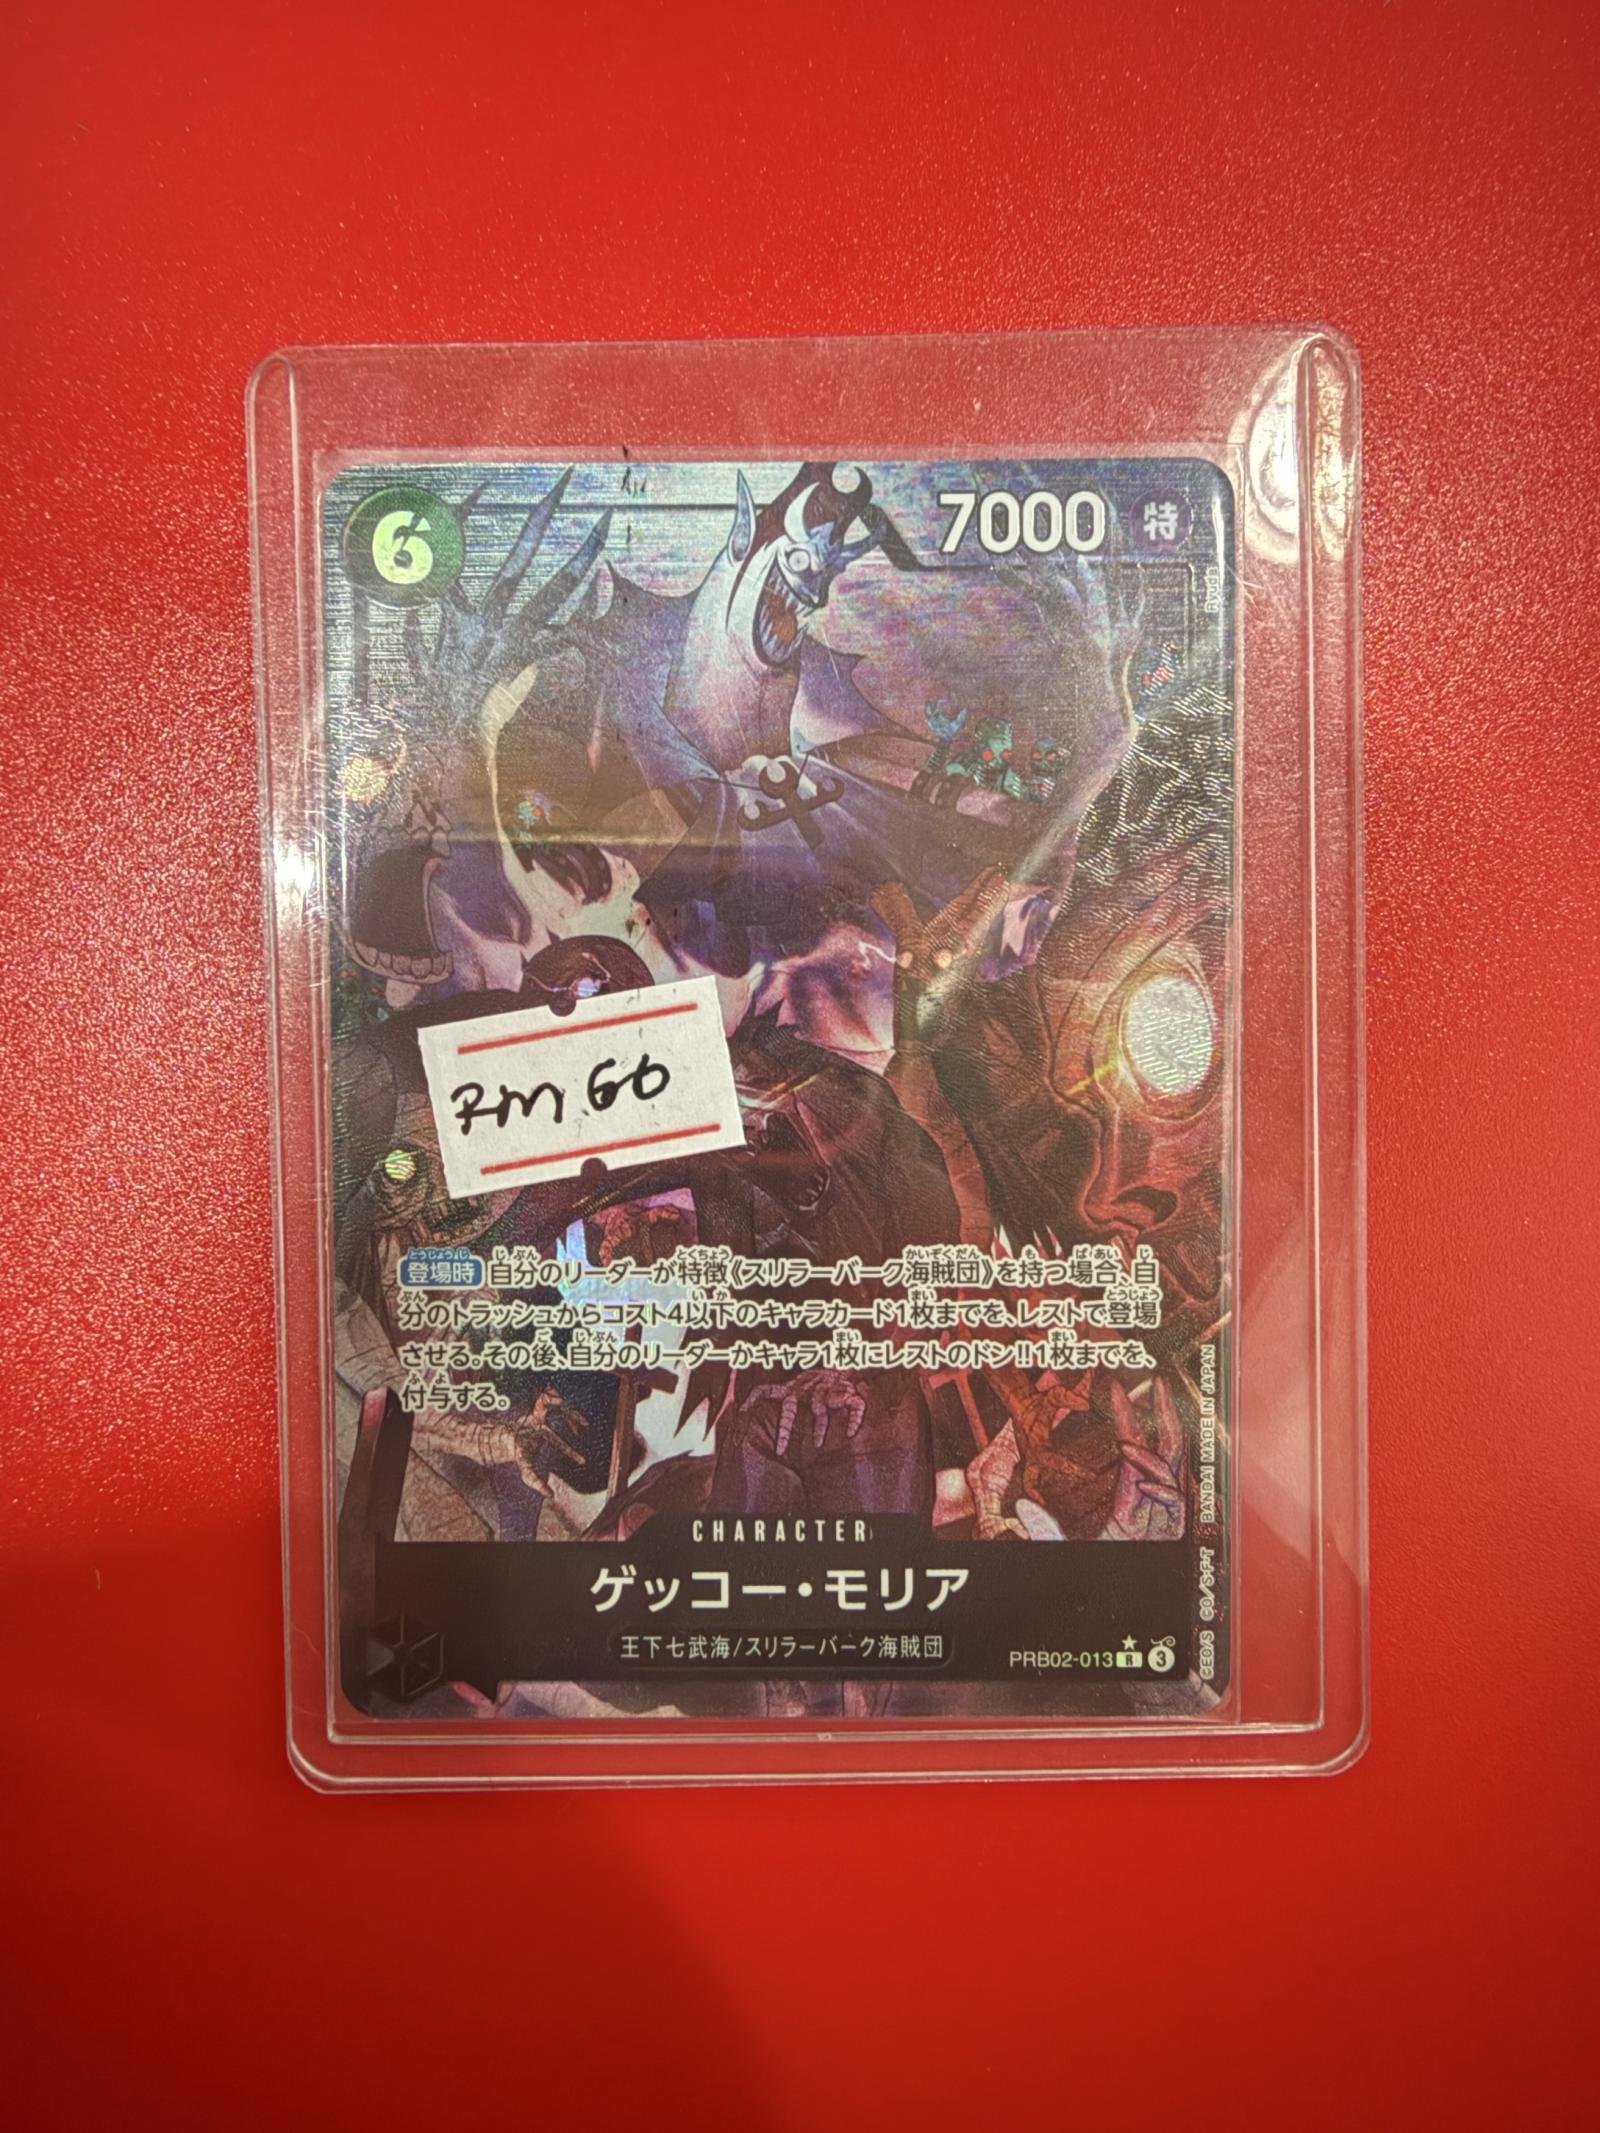 6
7000
特
Ryuda
RM 60
登場時 自分のリーダーが特徴《スリラーバーク海賊団》を持つ場合、自
分のトラッシュからコスト4以下のキャラカード1枚までを、レストで登場
させる。その後、自分のリーダーかキャラ1枚にレストのドン!!1枚までを、
付与する。
CHARACTER
ゲッコー・モリア
王下七武海/スリラーバーク海賊団
PRB02-013 R 3
©EO/S ©O/S・F・T BANDAI MADE IN JAPAN